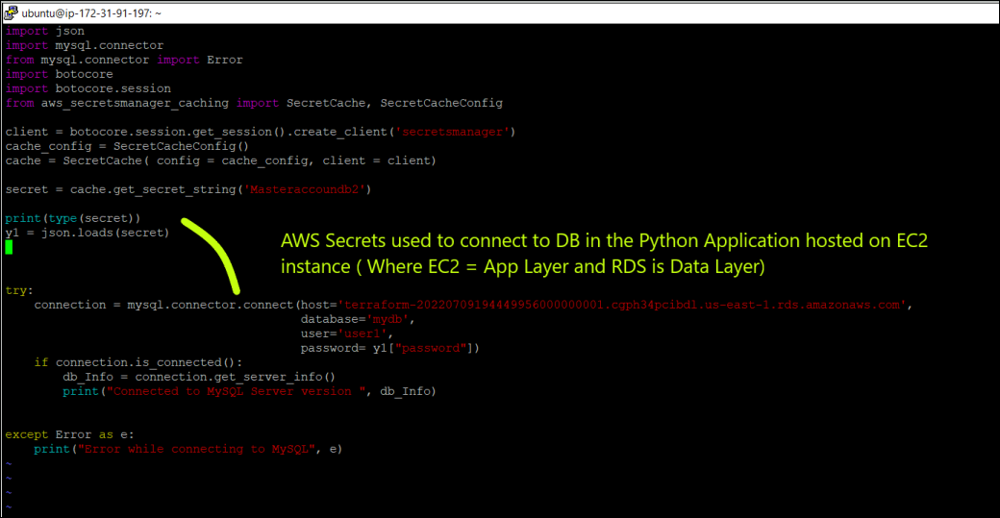 ubuntu@ip-172-31-91-197: ~
import json
import mysql.connector
from mysql.connector import Error
import botocore
import botocore.session
from aws_secretsmanager_caching import SecretCache, SecretCacheConfig
client = botocore.session.get_session().create_client('secretsmanager')
cache_config = SecretCacheConfig()
cache = SecretCache( config = cache_config, client = client)
secret = cache.get_secret_string('Masteraccoundb2')
print(type(secret))
y1 = json.loads(secret)
AWS Secrets used to connect to DB in the Python Application hosted on EC2
instance ( Where EC2 = App Layer and RDS is Data Layer)
try:
    connection = mysql.connector.connect(host='terraform-20220709194449956000000001.cgph34pcibdl.us-east-1.rds.amazonaws.com',
                                         database='mydb',
                                         user='user1',
                                         password= y1["password"])
    if connection.is_connected():
        db_Info = connection.get_server_info()
        print("Connected to MySQL Server version ", db_Info)
except Error as e:
    print("Error while connecting to MySQL", e)
~
~
~
~